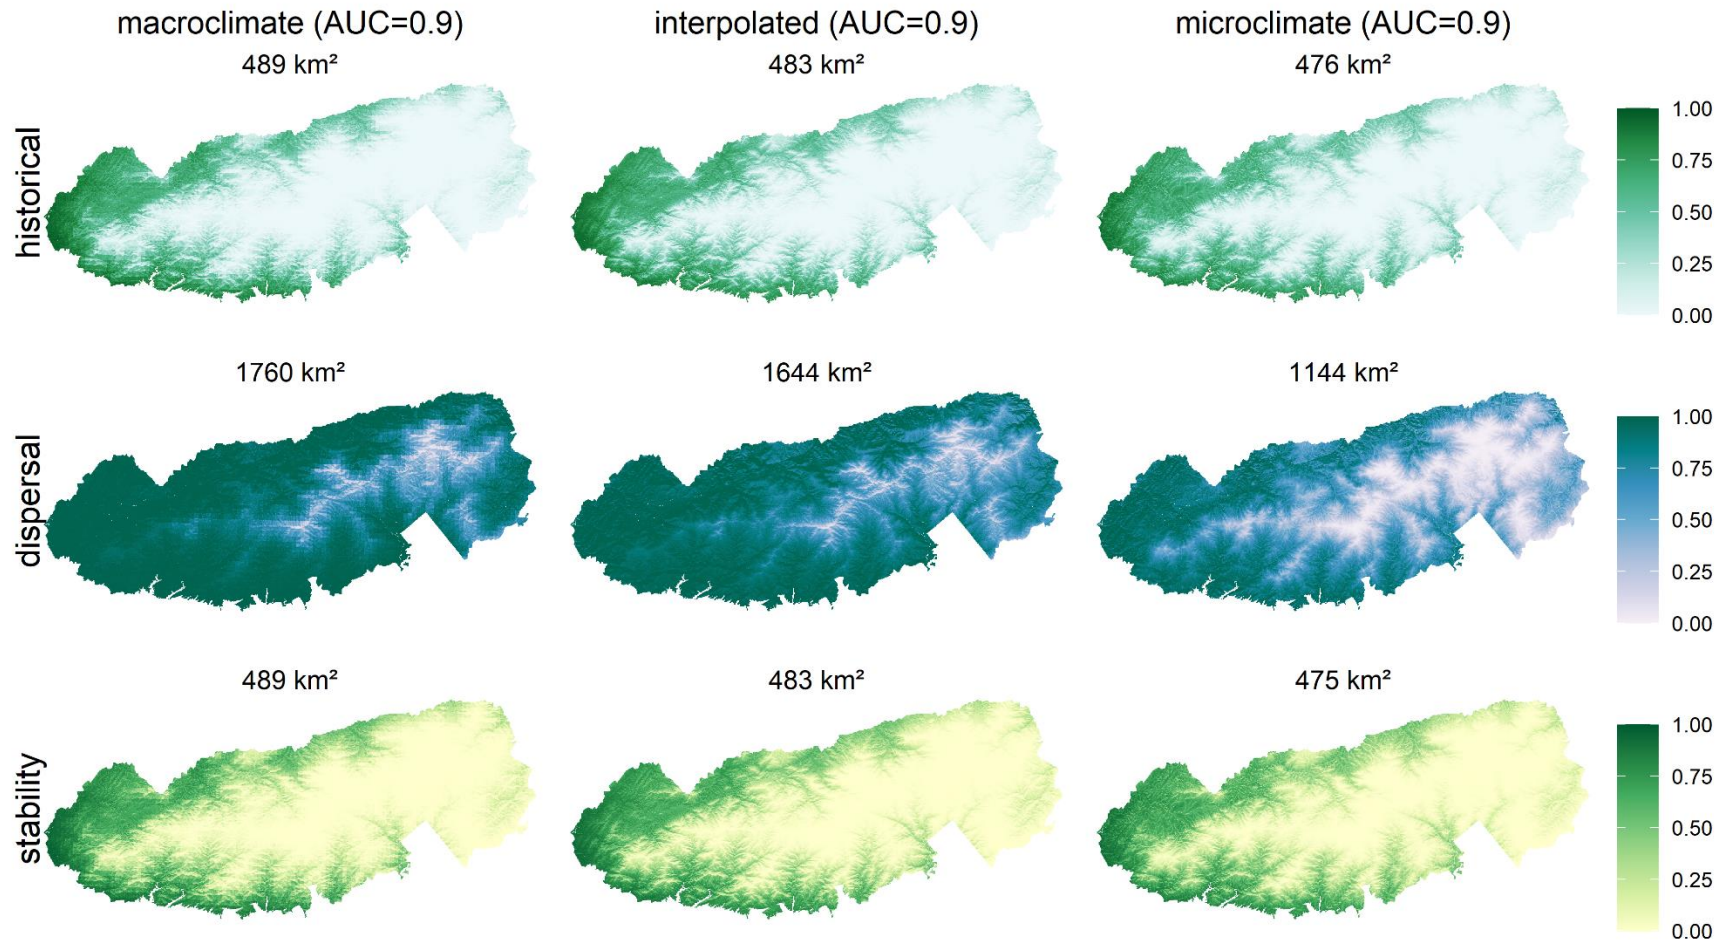 macroclimate (AUC=0.9) interpolated (AUC=0.9) microclimate (AUC=0.9)
489 km² 483 km² 476 km²
historical
1.00
0.75
0.50
0.25
0.00
1760 km² 1644 km² 1144 km²
dispersal
1.00
0.75
0.50
0.25
0.00
489 km² 483 km² 475 km²
stability
1.00
0.75
0.50
0.25
0.00